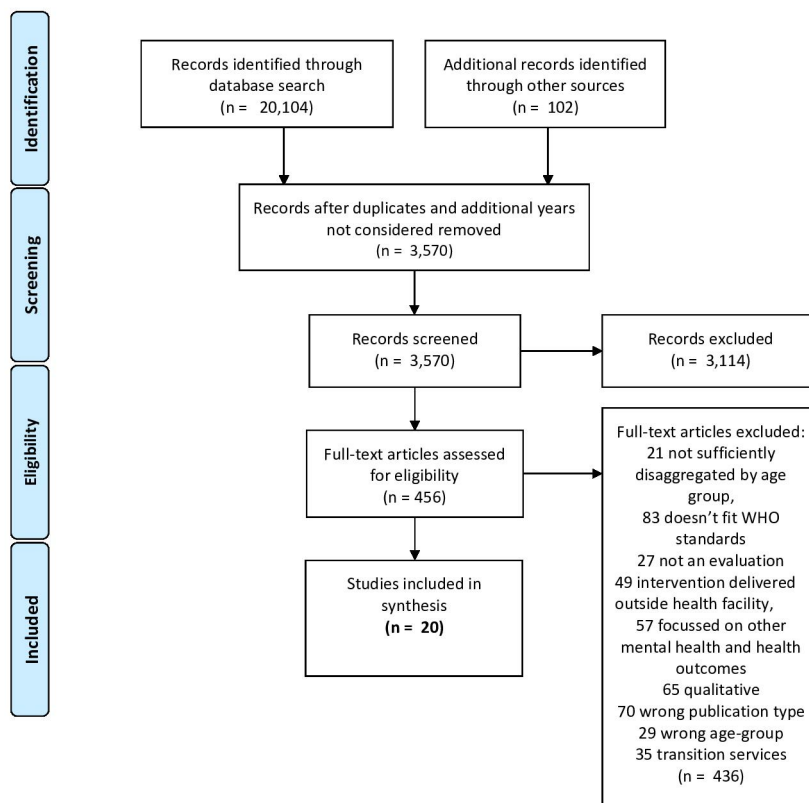 Identification
Records identified through
database search
(n =   20,104)
Additional records identified
through other sources
(n =  102)
Screening
Records after duplicates and additional years
not considered removed
(n =  3,570)
Records screened
(n =  3,570)
Records excluded
(n =  3,114)
Eligibility
Full-text articles assessed
for eligibility
(n = 456)
Full-text articles excluded:
21 not sufficiently
disaggregated by age
group,
83 doesn’t fit WHO
standards
27 not an evaluation
49 intervention delivered
outside health facility,
57 focussed on other
mental health and health
outcomes
65 qualitative
70 wrong publication type
29 wrong age-group
35 transition services
(n =  436)
Included
Studies included in
synthesis
(n =  20)